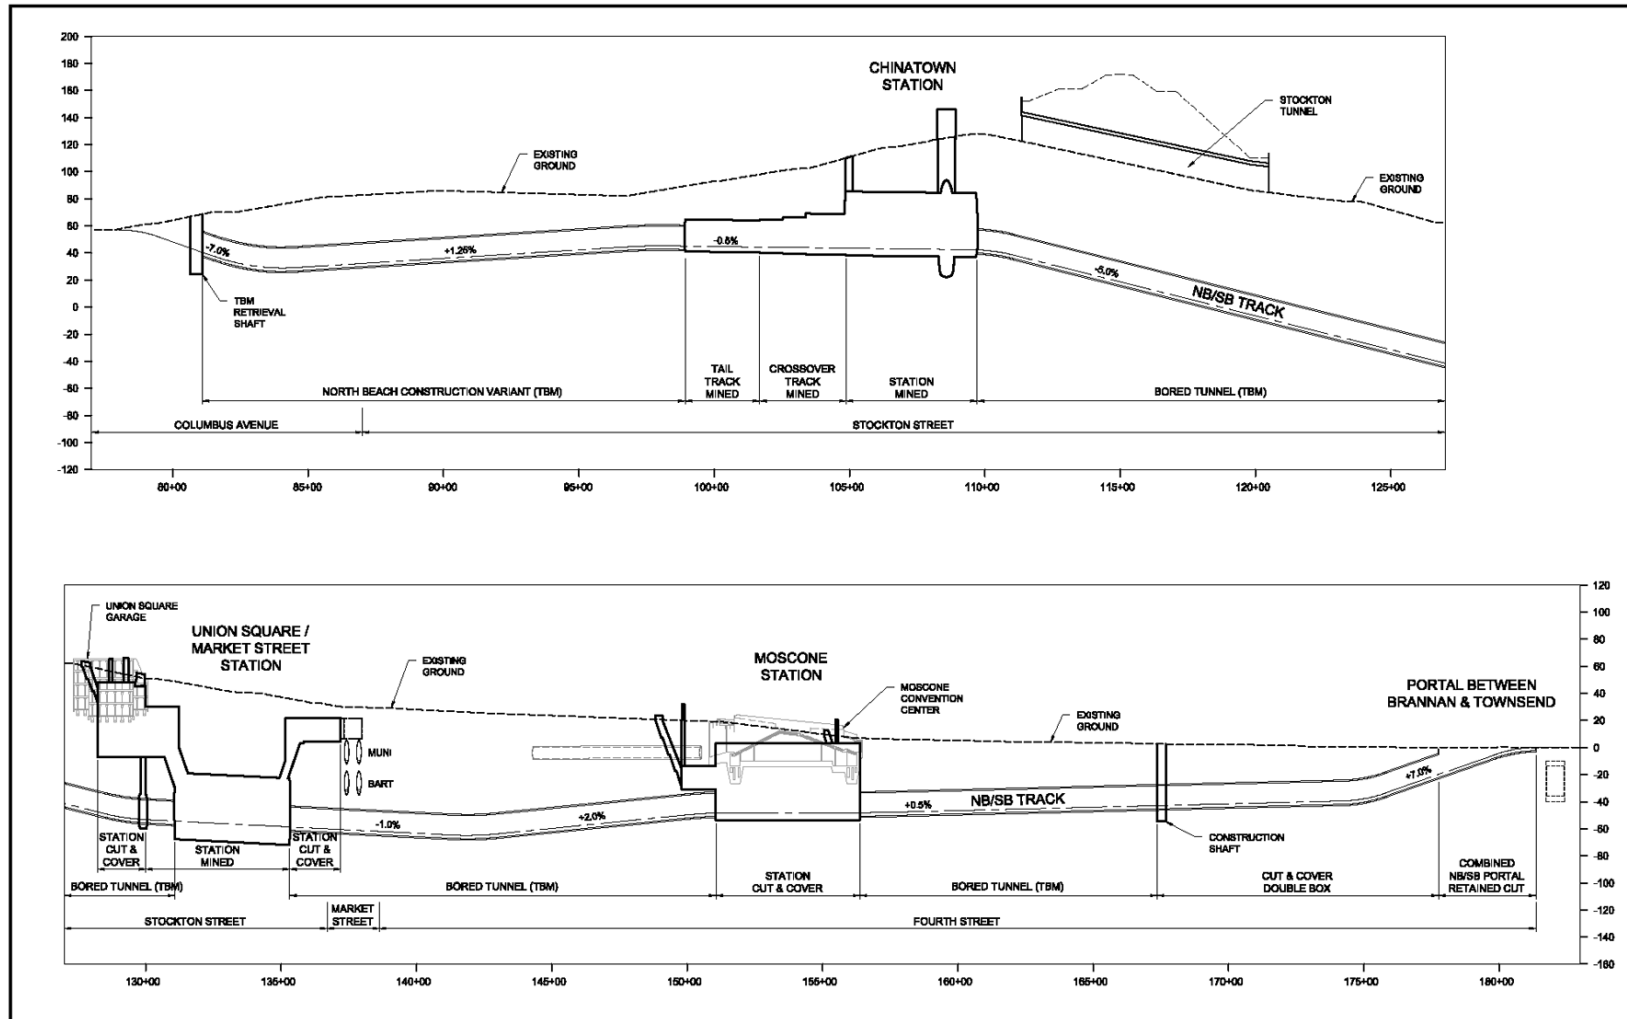 200
180
160
140
120
100
80
60
40
20
0
-20
-40
-60
-80
-100
-120
CHINATOWN
STATION
STOCKTON
TUNNEL
EXISTING
GROUND
EXISTING
GROUND
-7.0%
+1.25%
-0.5%
-5.0%
NB/SB TRACK
TBM
RETRIEVAL
SHAFT
NORTH BEACH CONSTRUCTION VARIANT (TBM)
TAIL
TRACK
MINED
CROSSOVER
TRACK
MINED
STATION
MINED
BORED TUNNEL (TBM)
COLUMBUS AVENUE
STOCKTON STREET
80+00
85+00
90+00
95+00
100+00
105+00
110+00
115+00
120+00
125+00
UNION SQUARE
GARAGE
UNION SQUARE /
MARKET STREET
STATION
EXISTING
GROUND
MOSCONE
STATION
MOSCONE
CONVENTION
CENTER
EXISTING
GROUND
PORTAL BETWEEN
BRANNAN & TOWNSEND
MUNI
BART
-1.0%
+2.0%
+0.5%
NB/SB TRACK
+7.03%
CONSTRUCTION
SHAFT
STATION
CUT &
COVER
STATION
MINED
STATION
CUT &
COVER
BORED TUNNEL (TBM)
BORED TUNNEL (TBM)
STATION
CUT & COVER
BORED TUNNEL (TBM)
CUT & COVER
DOUBLE BOX
COMBINED
NB/SB PORTAL
RETAINED CUT
STOCKTON STREET
MARKET
STREET
FOURTH STREET
120
100
80
60
40
20
0
-20
-40
-60
-80
-100
-120
-140
-160
130+00
135+00
140+00
145+00
150+00
155+00
160+00
165+00
170+00
175+00
180+00